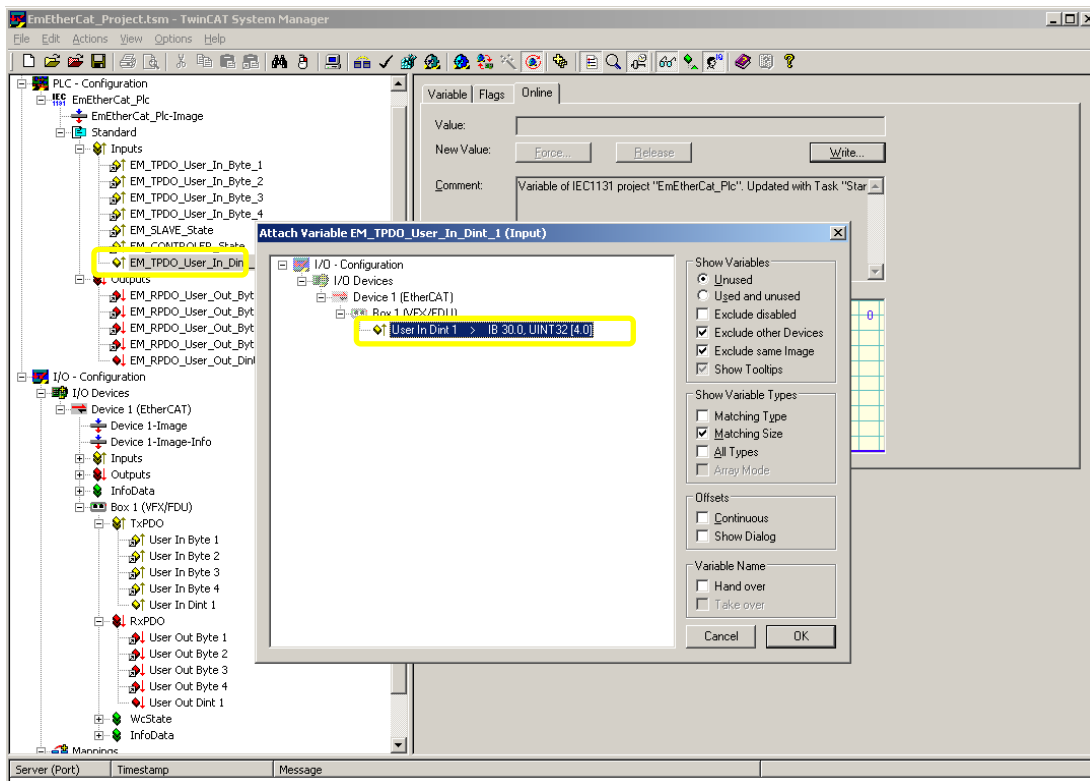 EmEtherCat_Project.tsm - TwinCAT System Manager
File Edit Actions View Options Help
PLC - Configuration
IEC 1131 EmEtherCat_Plc
EmEtherCat_Plc-Image
Standard
Inputs
EM_TPDO_User_In_Byte_1
EM_TPDO_User_In_Byte_2
EM_TPDO_User_In_Byte_3
EM_TPDO_User_In_Byte_4
EM_SLAVE_State
EM_CONTROLER_State
EM_TPDO_User_In_Din
Outputs
EM_RPDO_User_Out_Byt
EM_RPDO_User_Out_Byt
EM_RPDO_User_Out_Byt
EM_RPDO_User_Out_Byt
EM_RPDO_User_Out_Dint
I/O - Configuration
I/O Devices
Device 1 (EtherCAT)
Device 1-Image
Device 1-Image-Info
Inputs
Outputs
InfoData
Box 1 (VFX/FDU)
TxPDO
User In Byte 1
User In Byte 2
User In Byte 3
User In Byte 4
User In Dint 1
RxPDO
User Out Byte 1
User Out Byte 2
User Out Byte 3
User Out Byte 4
User Out Dint 1
WcState
InfoData
Mappings
Variable Flags Online
Value:
New Value: Force... Release Write...
Comment: Variable of IEC1131 project "EmEtherCat_Plc". Updated with Task "Star
0
Attach Variable EM_TPDO_User_In_Dint_1 (Input)
I/O - Configuration
I/O Devices
Device 1 (EtherCAT)
Box 1 (VFX/FDU)
User In Dint 1 > IB 30.0, UINT32 [4.0]
Show Variables
Unused
Used and unused
Exclude disabled
Exclude other Devices
Exclude same Image
Show Tooltips
Show Variable Types
Matching Type
Matching Size
All Types
Array Mode
Offsets
Continuous
Show Dialog
Variable Name
Hand over
Take over
Cancel OK
Server (Port) Timestamp Message